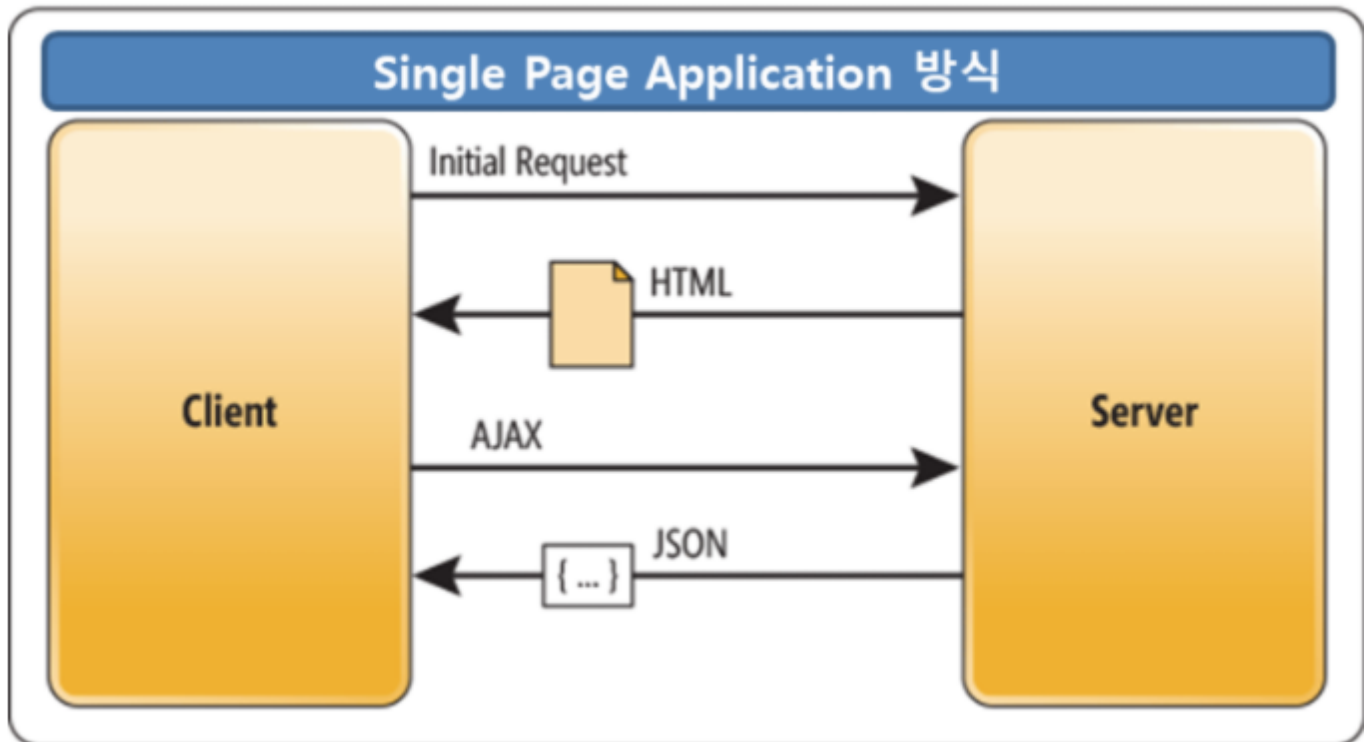 Single Page Application 방식
Initial Request
HTML
Client
Server
AJAX
JSON
{ ... }